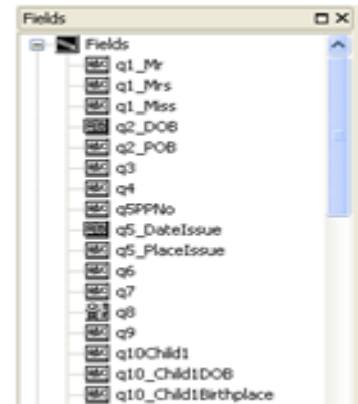 Fields
Fields
q1_Mr
q1_Mrs
q1_Miss
q2_DOB
q2_POB
q3
q4
q5PPNo
q5_DateIssue
q5_PlaceIssue
q6
q7
q8
q9
q10Child1
q10_Child1DOB
q10_Child1Birthplace